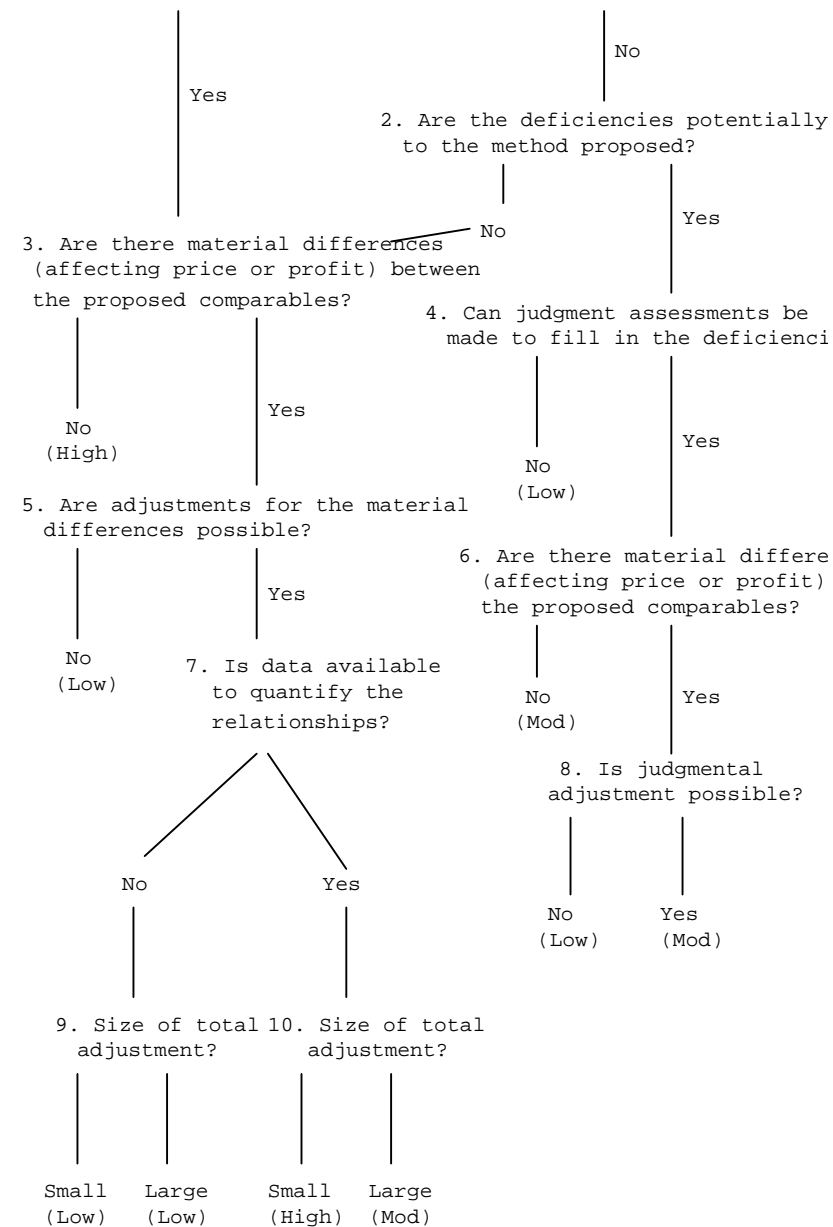 Yes
No
2. Are the deficiencies potentially
to the method proposed?
No
Yes
3. Are there material differences
(affecting price or profit) between
the proposed comparables?
4. Can judgment assessments be
made to fill in the deficienci
No
(High)
Yes
No
(Low)
Yes
5. Are adjustments for the material
differences possible?
6. Are there material differe
(affecting price or profit)
the proposed comparables?
No
(Low)
Yes
7. Is data available
to quantify the
relationships?
No
(Mod)
Yes
8. Is judgmental
adjustment possible?
No
Yes
No
(Low)
Yes
(Mod)
9. Size of total
adjustment?
10. Size of total
adjustment?
Small
(Low)
Large
(Low)
Small
(High)
Large
(Mod)